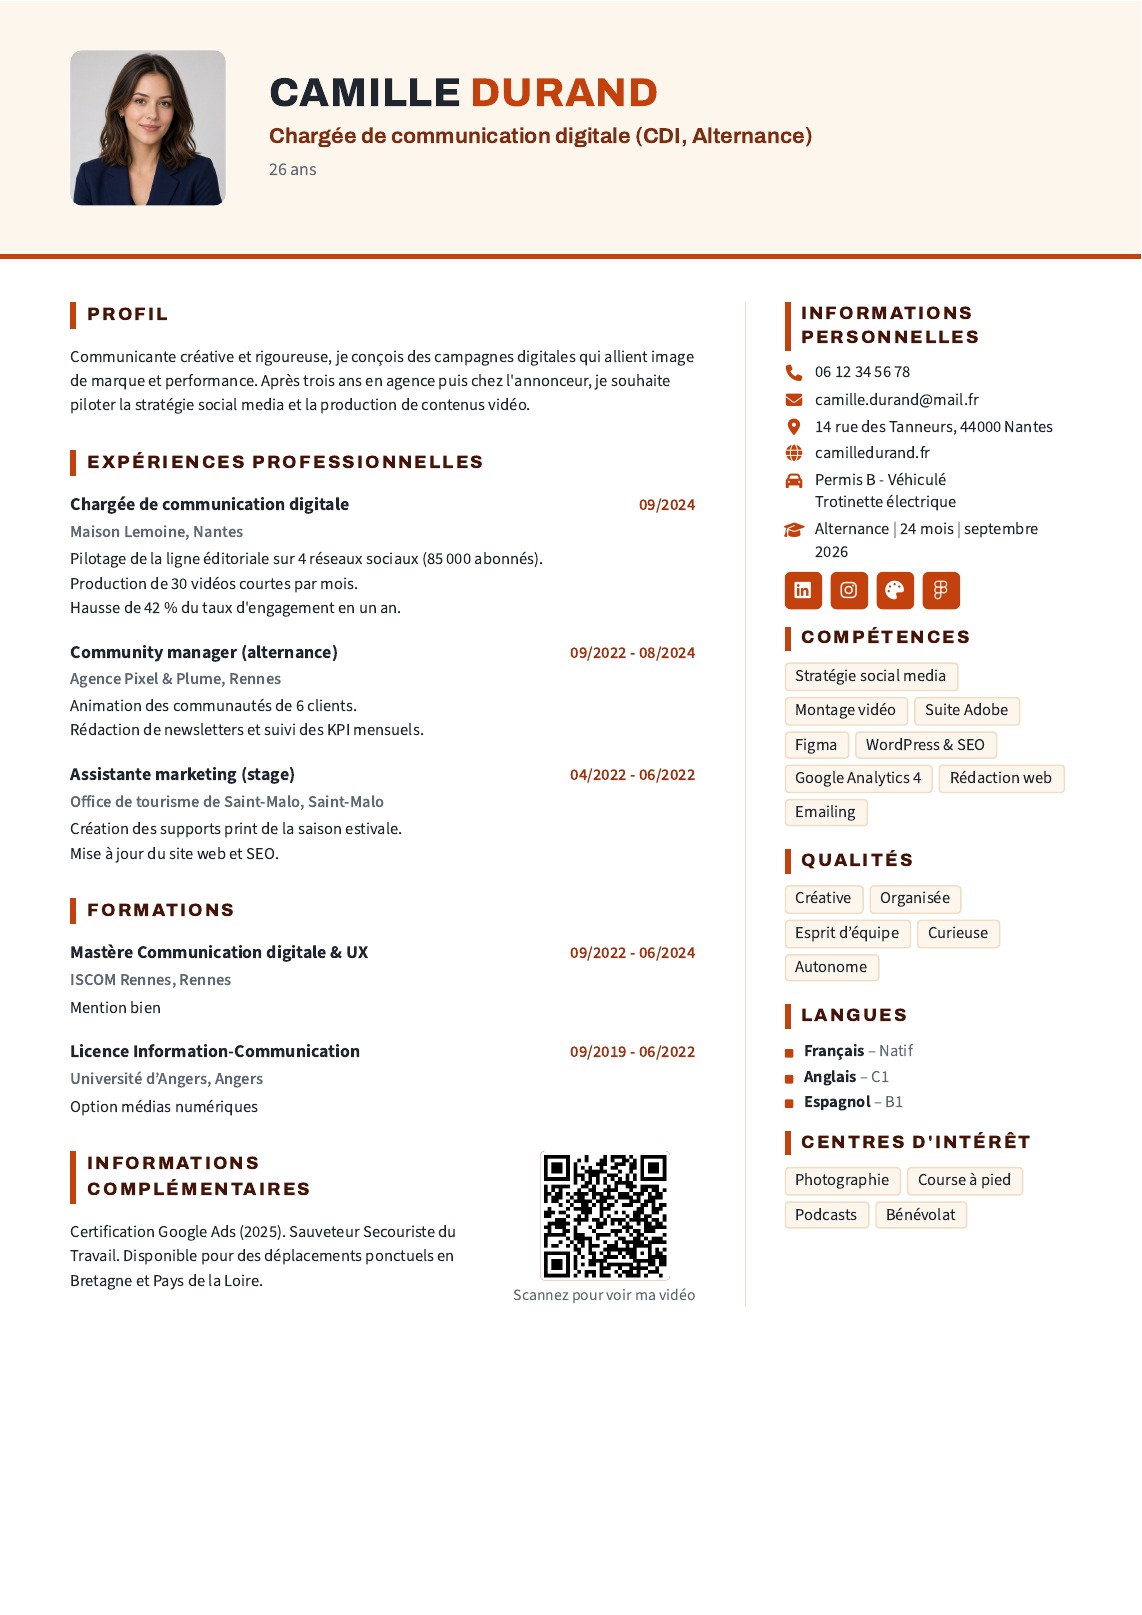 CAMILLE DURAND
Chargée de communication digitale (CDI, Alternance)
26 ans
PROFIL
Communicante créative et rigoureuse, je conçois des campagnes digitales qui allient image
de marque et performance. Après trois ans en agence puis chez l'annonceur, je souhaite
piloter la stratégie social media et la production de contenus vidéo.
EXPÉRIENCES PROFESSIONNELLES
Chargée de communication digitale 09/2024
Maison Lemoine, Nantes
Pilotage de la ligne éditoriale sur 4 réseaux sociaux (85 000 abonnés).
Production de 30 vidéos courtes par mois.
Hausse de 42 % du taux d'engagement en un an.
Community manager (alternance) 09/2022 - 08/2024
Agence Pixel & Plume, Rennes
Animation des communautés de 6 clients.
Rédaction de newsletters et suivi des KPI mensuels.
Assistante marketing (stage) 04/2022 - 06/2022
Office de tourisme de Saint-Malo, Saint-Malo
Création des supports print de la saison estivale.
Mise à jour du site web et SEO.
FORMATIONS
Mastère Communication digitale & UX 09/2022 - 06/2024
ISCOM Rennes, Rennes
Mention bien
Licence Information-Communication 09/2019 - 06/2022
Université d’Angers, Angers
Option médias numériques
INFORMATIONS
COMPLÉMENTAIRES
Certification Google Ads (2025). Sauveteur Secouriste du
Travail. Disponible pour des déplacements ponctuels en
Bretagne et Pays de la Loire.
Scannez pour voir ma vidéo
INFORMATIONS
PERSONNELLES
06 12 34 56 78
camille.durand@mail.fr
14 rue des Tanneurs, 44000 Nantes
camilledurand.fr
Permis B - Véhiculé
Trotinette électrique
Alternance | 24 mois | septembre
2026
COMPÉTENCES
Stratégie social media
Montage vidéo Suite Adobe
Figma WordPress & SEO
Google Analytics 4 Rédaction web
Emailing
QUALITÉS
Créative Organisée
Esprit d’équipe Curieuse
Autonome
LANGUES
Français – Natif
Anglais – C1
Espagnol – B1
CENTRES D'INTÉRÊT
Photographie Course à pied
Podcasts Bénévolat